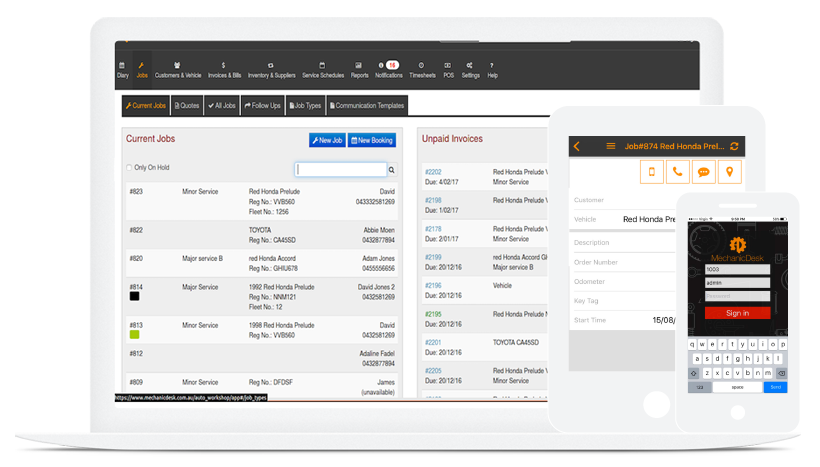 16
Diary Jobs Customers & Vehicle Invoices & Bills Inventory & Suppliers Service Schedules Reports Notifications Timesheets POS Settings Help
Current Jobs Quotes All Jobs Follow Ups Job Types Communication Templates
Current Jobs
New Job New Booking
Only On Hold
#823 Minor Service Red Honda Prelude David
Reg No.: VVB560 043332581269
Fleet No.: 1256
#822 TOYOTA Abbie Moen
Reg No.: CA45SD 0432877894
#820 Major service B red Honda Accord Adam Jones
Reg No.: GHIU678 0455556656
#814 Major Service 1992 Red Honda Prelude David Jones 2
Reg No.: NNM121 0432581269
Fleet No.: 12
#813 Minor Service 1998 Red Honda Prelude David
Reg No.: VVB560 0432581269
#812 Adaline Fadel
0432877894
#809 Minor Service Reg No.: DFDSF James
(unavailable)
https://www.mechanicdesk.com.au/auto_workshop/app#/job_types
Unpaid Invoices
#2202 Red Honda Prelude V
Due: 4/02/17 Minor Service
#2198 Red Honda Prelude V
Due: 1/02/17
#2178 Red Honda Prelude V
Due: 2/01/17 Minor Service
#2199 red Honda Accord GH
Due: 20/12/16 Major service B
#2196 Vehicle
Due: 20/12/16
#2195 Red Honda Prelude N
Due: 20/12/16
#2201 TOYOTA CA45SD
Due: 20/12/16
#2205 Red Honda Prelude V
Due: 20/12/16 Minor Service
Job#874 Red Honda Prel...
Customer
Vehicle Red Honda Pre
Description
Order Number
Odometer
Key Tag
Start Time 15/08/
9:50 PM
MechanicDesk
1003
admin
Password
Sign in
q w e r t y u i o p
a s d f g h j k l
z x c v b n m
123 space Send